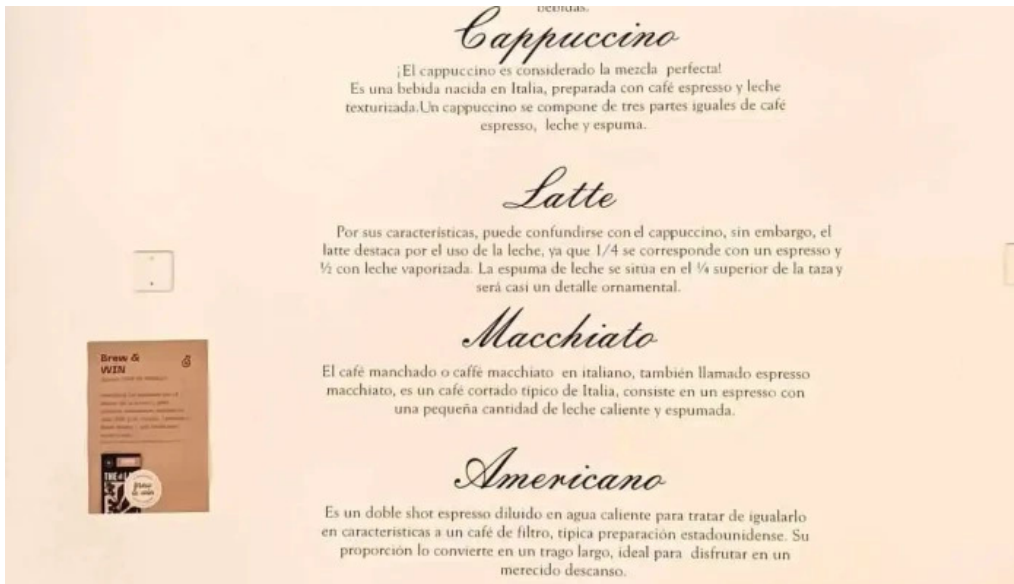 bebidas.
Cappuccino
¡El cappuccino es considerado la mezcla perfecta!
Es una bebida nacida en Italia, preparada con café espresso y leche
texturizada.Un cappuccino se compone de tres partes iguales de café
espresso, leche y espuma.
Latte
Por sus características, puede confundirse con el cappuccino, sin embargo, el
latte destaca por el uso de la leche, ya que 1/4 se corresponde con un espresso y
½ con leche vaporizada. La espuma de leche se sitúa en el ¼ superior de la taza y
será casi un detalle ornamental.
Macchiato
El café manchado o caffé macchiato en italiano, también llamado espresso
macchiato, es un café cortado típico de Italia, consiste en un espresso con
una pequeña cantidad de leche caliente y espumada.
Americano
Es un doble shot espresso diluido en agua caliente para tratar de igualarlo
en características a un café de filtro, típica preparación estadounidense. Su
proporción lo convierte en un trago largo, ideal para disfrutar en un
merecido descanso.
Brew &
WIN
THE
Brew
& win